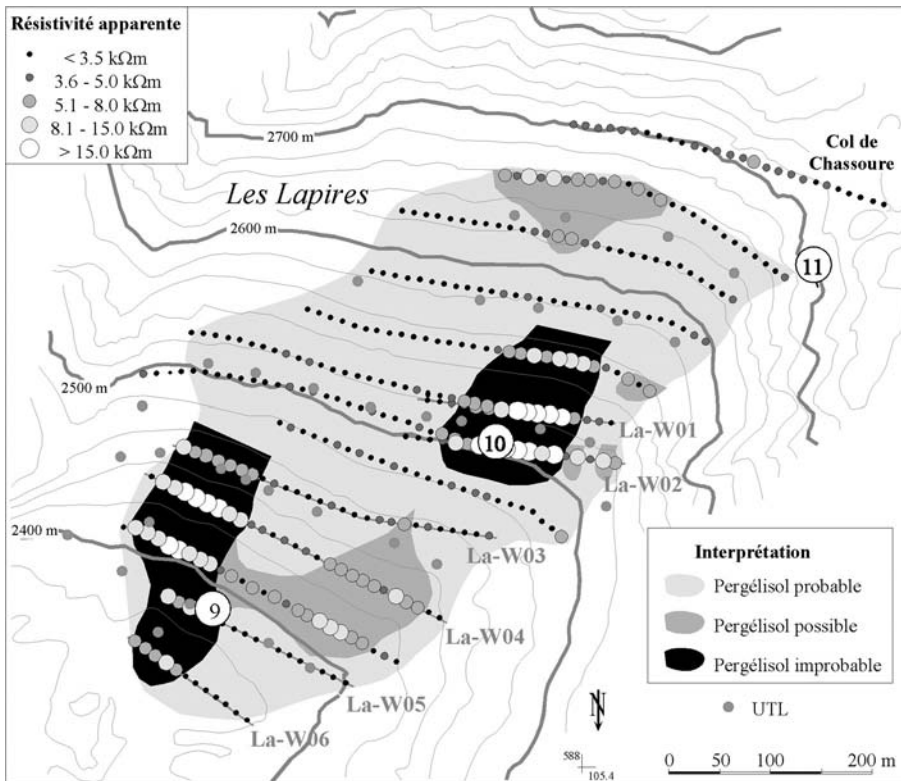 Résistivité apparente
< 3.5 kΩm
3.6 - 5.0 kΩm
5.1 - 8.0 kΩm
8.1 - 15.0 kΩm
> 15.0 kΩm
2700 m
Col de
Chassoure
Les Lapires
2600 m
11
2500 m
10
La-W01
La-W02
2400 m
La-W03
9
La-W04
La-W05
La-W06
Interprétation
Pergélisol probable
Pergélisol possible
Pergélisol improbable
UTL
N
588
105.4
0 50 100 200 m